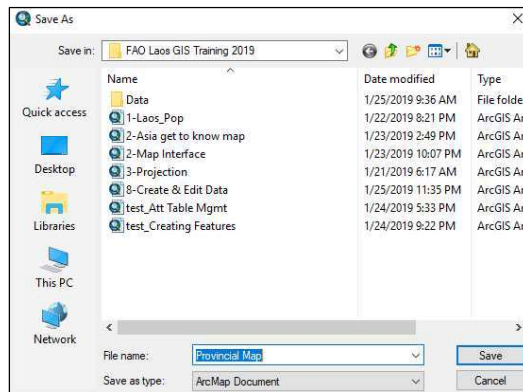 Save As
Save in: FAO Laos GIS Training 2019
Name Date modified Type
Quick access
Desktop
Libraries
This PC
Network
Data 1/25/2019 9:36 AM File folde
1-Laos_Pop 1/22/2019 8:21 PM ArcGIS Ar
2-Asia get to know map 1/23/2019 2:49 PM ArcGIS Ar
2-Map Interface 1/23/2019 10:07 PM ArcGIS Ar
3-Projection 1/21/2019 6:17 AM ArcGIS Ar
8-Create & Edit Data 1/25/2019 11:35 PM ArcGIS Ar
test_Att Table Mgmt 1/24/2019 5:33 PM ArcGIS Ar
test_Creating Features 1/24/2019 9:22 PM ArcGIS Ar
File name: Provincial Map Save
Save as type: ArcMap Document Cancel